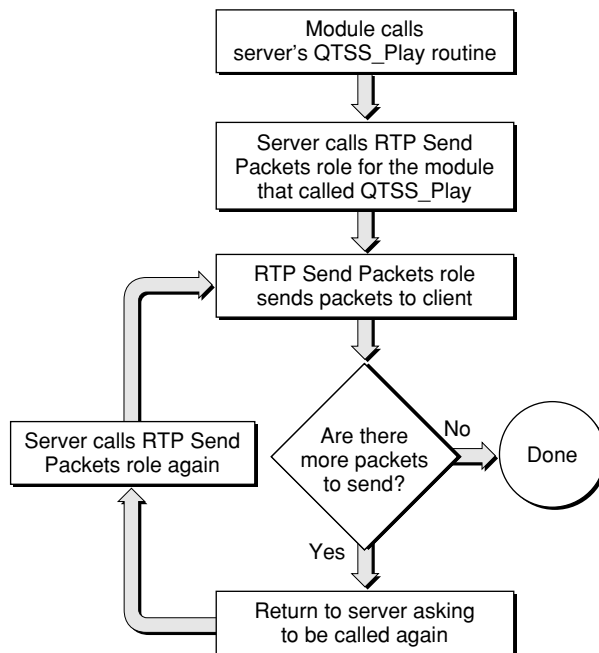 Module calls
server’s QTSS_Play routine
Server calls RTP Send
Packets role for the module
that called QTSS_Play
RTP Send Packets role
sends packets to client
Are there
more packets
to send?
No
Done
Yes
Return to server asking
to be called again
Server calls RTP Send
Packets role again